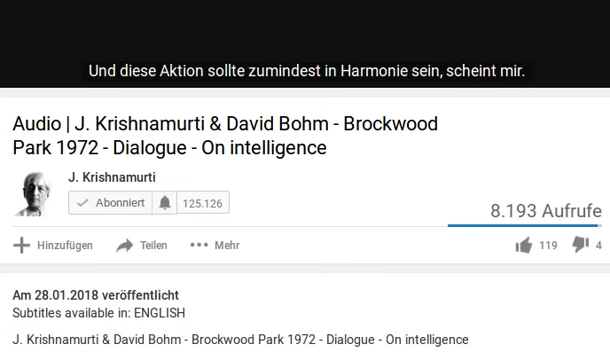 Und diese Aktion sollte zumindest in Harmonie sein, scheint mir.
Audio | J. Krishnamurti & David Bohm - Brockwood
Park 1972 - Dialogue - On intelligence
J. Krishnamurti
Abonniert 125.126
8.193 Aufrufe
Hinzufügen Teilen Mehr 119 4
Am 28.01.2018 veröffentlicht
Subtitles available in: ENGLISH
J. Krishnamurti & David Bohm - Brockwood Park 1972 - Dialogue - On intelligence